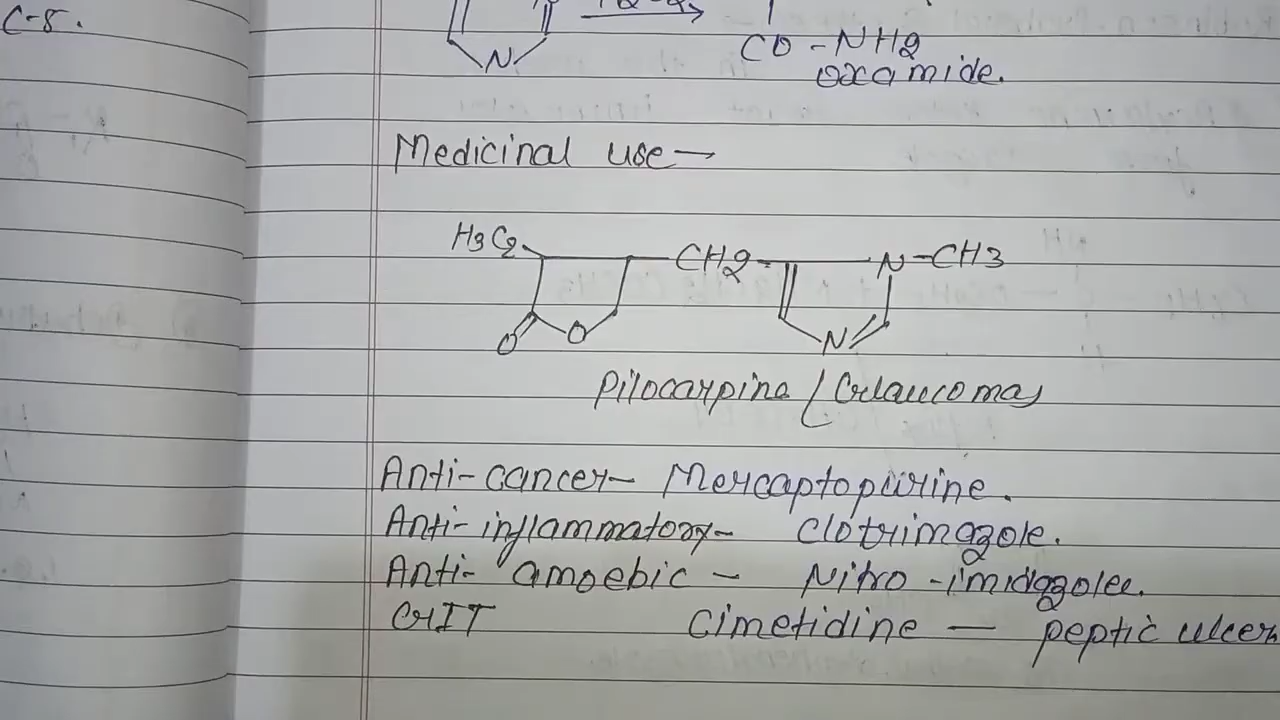 C-5.
N
CO-NH2
oxamide.
Medicinal use —
H3C2 CH2 N-CH3
O O N
Pilocarpine (Glaucoma)
Anti-cancer- Mercaptopurine.
Anti-inflammatory- Clotrimazole.
Anti-amoebic - Nitro-imidazolee.
GIT Cimetidine — peptic ulcer